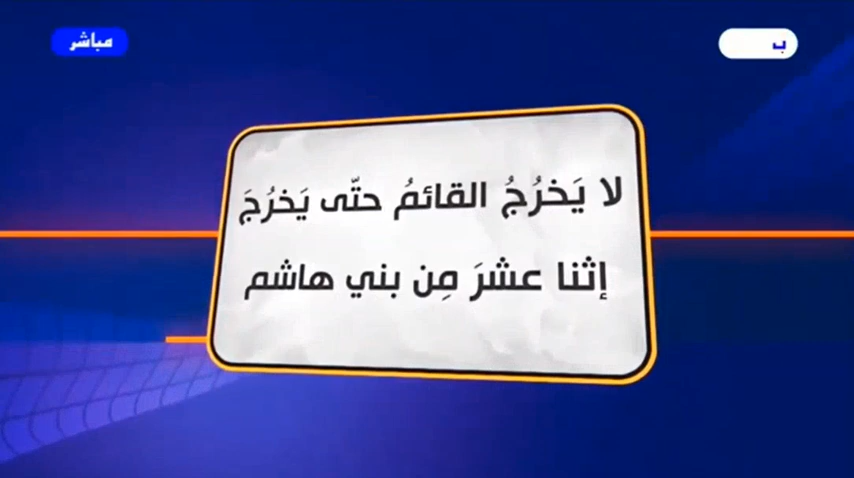 ب
مباشر
لا يَخرُجُ القائمُ حتّى يَخرُجَ
إثنا عشرَ مِن بني هاشم